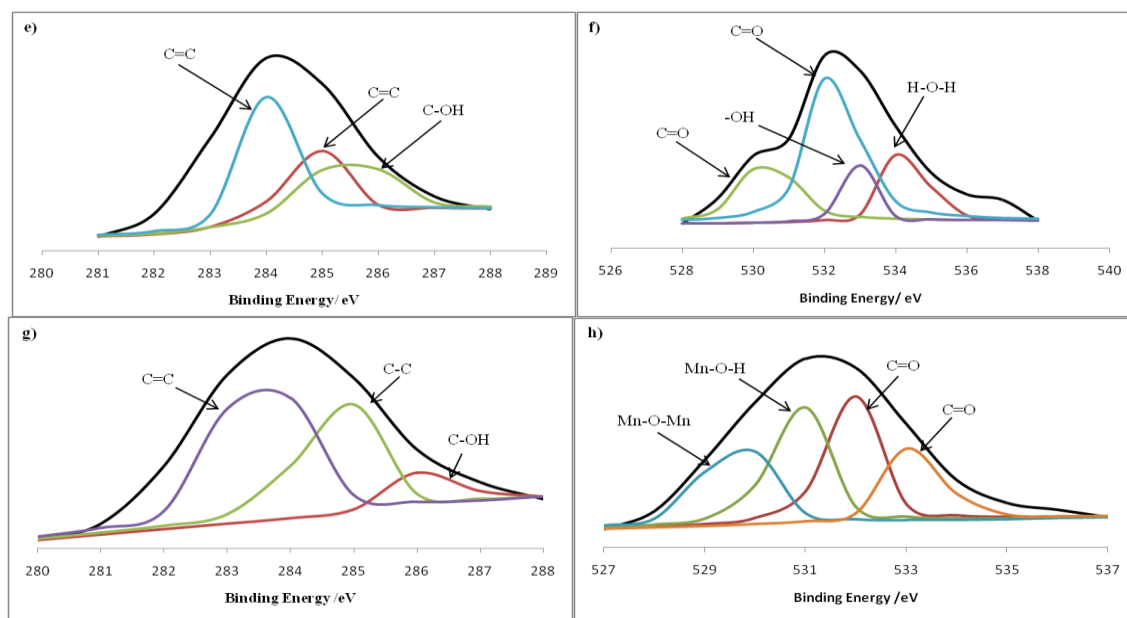 e)
C=C
C=C
C-OH
280 281 282 283 284 285 286 287 288 289
Binding Energy/ eV
f)
C=O
H-O-H
-OH
C=O
526 528 530 532 534 536 538 540
Binding Energy/ eV
g)
C=C
C-C
C-OH
280 281 282 283 284 285 286 287 288
Binding Energy /eV
h)
Mn-O-H
C=O
Mn-O-Mn
C=O
527 529 531 533 535 537
Binding Energy /eV